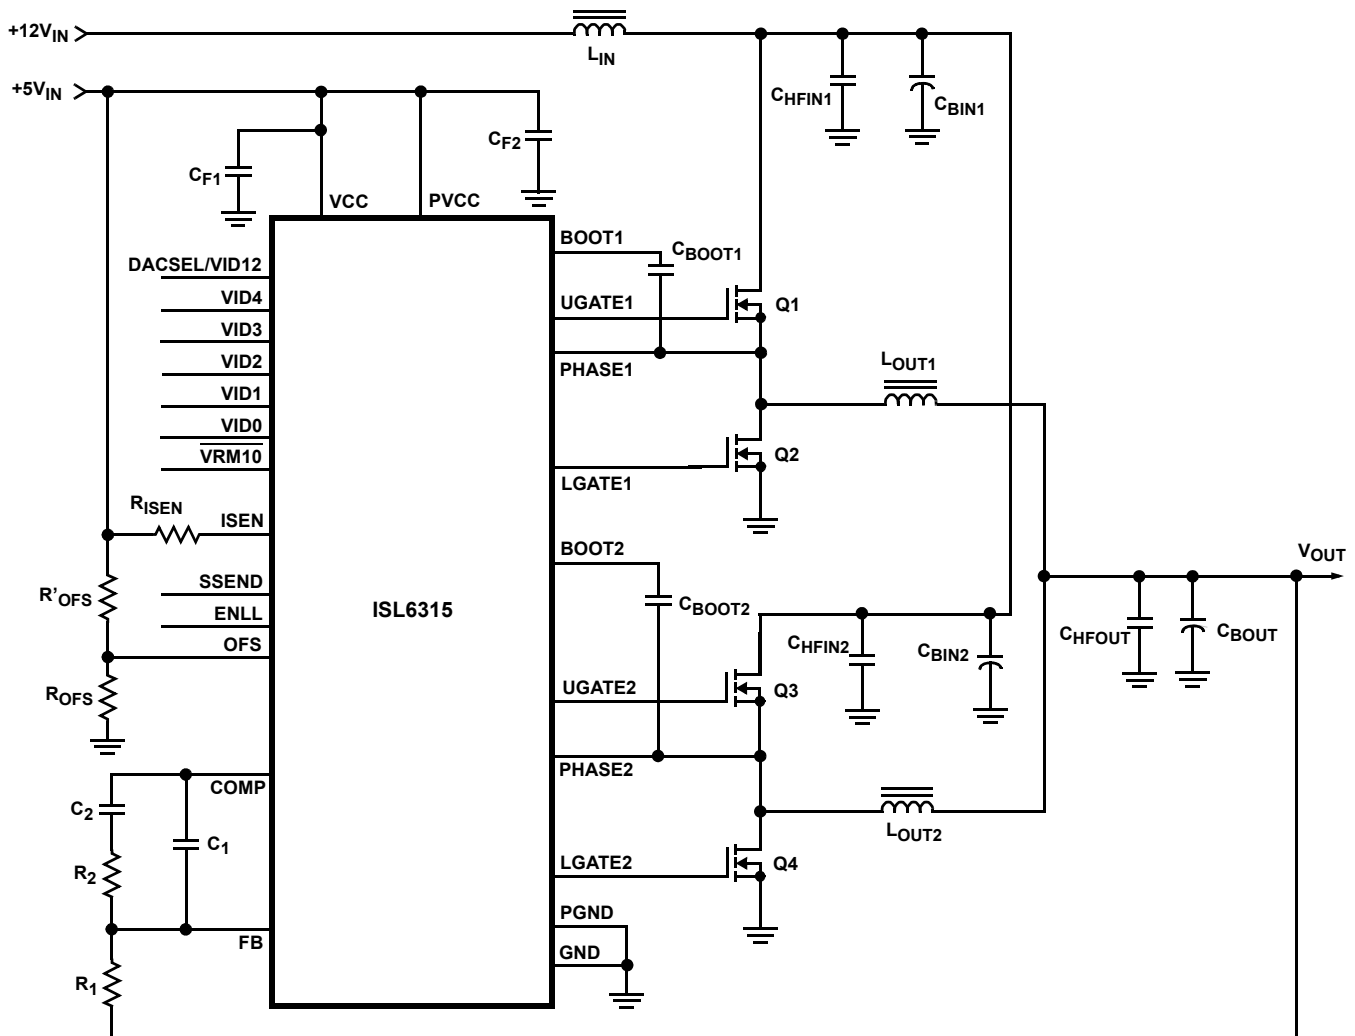 +12VIN
LIN
+5VIN
CHFIN1
CBIN1
CF2
CF1
VCC
PVCC
BOOT1
CBOOT1
DACSEL/VID12
VID4
UGATE1
Q1
VID3
VID2
PHASE1
LOUT1
VID1
VID0
VRM10
Q2
LGATE1
RISEN
ISEN
BOOT2
VOUT
SSEND
R'OFS
ISL6315
CBOOT2
ENLL
OFS
CHFIN2
CBIN2
CHFOUT
CBOUT
ROFS
UGATE2
Q3
PHASE2
COMP
C2
C1
LOUT2
R2
LGATE2
Q4
PGND
FB
GND
R1